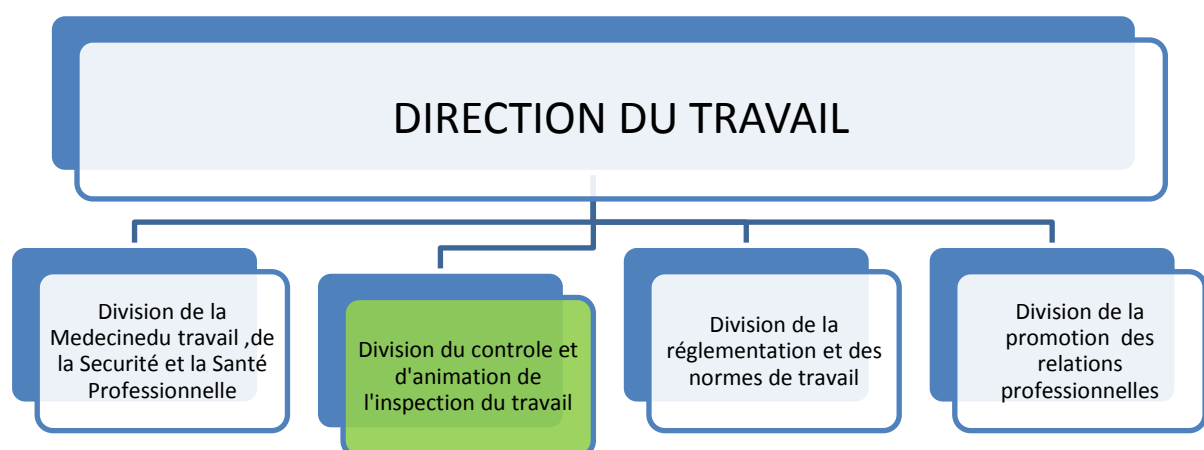 DIRECTION DU TRAVAIL
Division de la
Medecinedu travail ,de
la Securité et la Santé
Professionnelle
Division du controle et
d'animation de
l'inspection du travail
Division de la
réglementation et des
normes de travail
Division de la
promotion des
relations
professionnelles